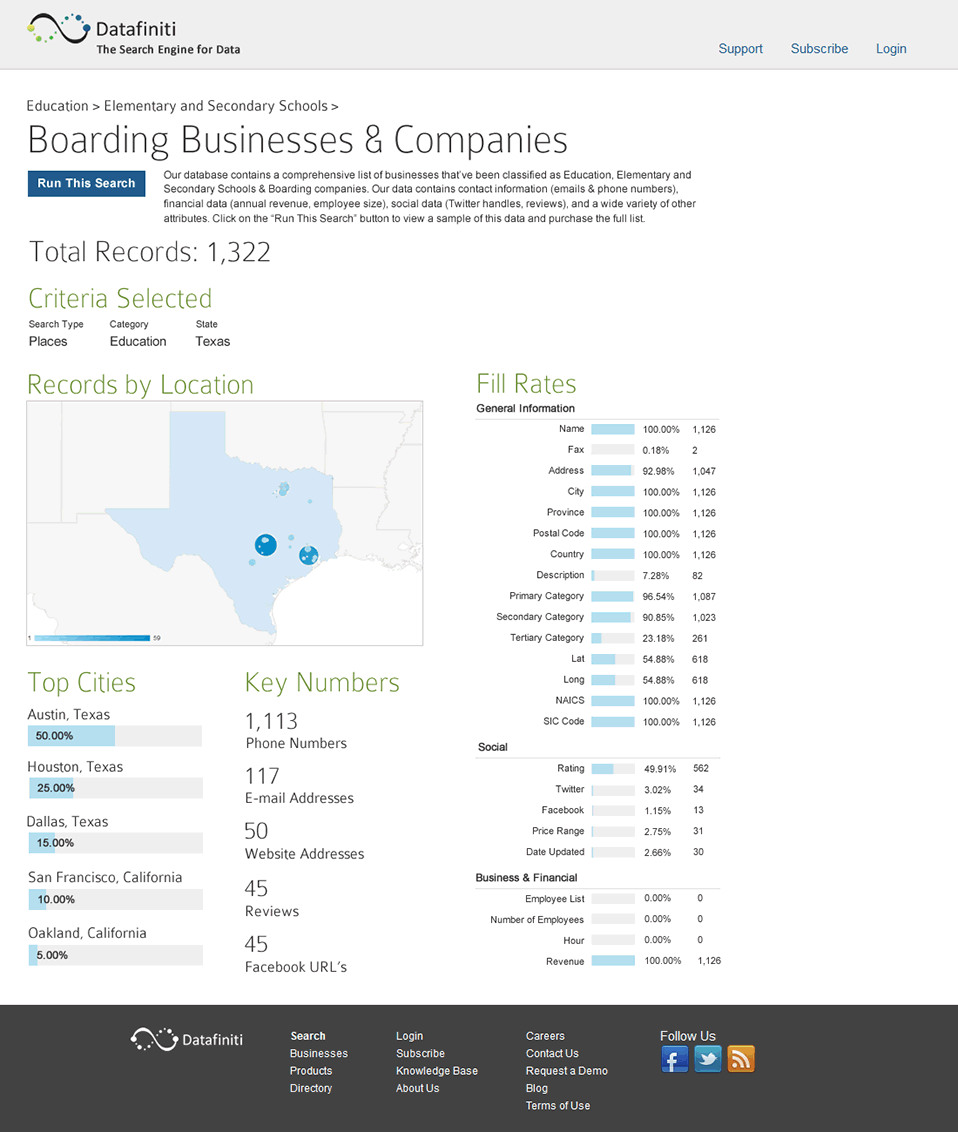 Datafiniti
The Search Engine for Data
Support Subscribe Login
Education > Elementary and Secondary Schools >
Boarding Businesses & Companies
Run This Search
Our database contains a comprehensive list of businesses that've been classified as Education, Elementary and
Secondary Schools & Boarding companies. Our data contains contact information (emails & phone numbers),
financial data (annual revenue, employee size), social data (Twitter handles, reviews), and a wide variety of other
attributes. Click on the “Run This Search” button to view a sample of this data and purchase the full list.
Total Records: 1,322
Criteria Selected
Search Type Category State
Places Education Texas
Records by Location
1 59
Top Cities
Austin, Texas
50.00%
Houston, Texas
25.00%
Dallas, Texas
15.00%
San Francisco, California
10.00%
Oakland, California
5.00%
Key Numbers
1,113
Phone Numbers
117
E-mail Addresses
50
Website Addresses
45
Reviews
45
Facebook URL's
Fill Rates
General Information
Name 100.00% 1,126
Fax 0.18% 2
Address 92.98% 1,047
City 100.00% 1,126
Province 100.00% 1,126
Postal Code 100.00% 1,126
Country 100.00% 1,126
Description 7.28% 82
Primary Category 96.54% 1,087
Secondary Category 90.85% 1,023
Tertiary Category 23.18% 261
Lat 54.88% 618
Long 54.88% 618
NAICS 100.00% 1,126
SIC Code 100.00% 1,126
Social
Rating 49.91% 562
Twitter 3.02% 34
Facebook 1.15% 13
Price Range 2.75% 31
Date Updated 2.66% 30
Business & Financial
Employee List 0.00% 0
Number of Employees 0.00% 0
Hour 0.00% 0
Revenue 100.00% 1,126
Datafiniti
Search
Businesses
Products
Directory
Login
Subscribe
Knowledge Base
About Us
Careers
Contact Us
Request a Demo
Blog
Terms of Use
Follow Us